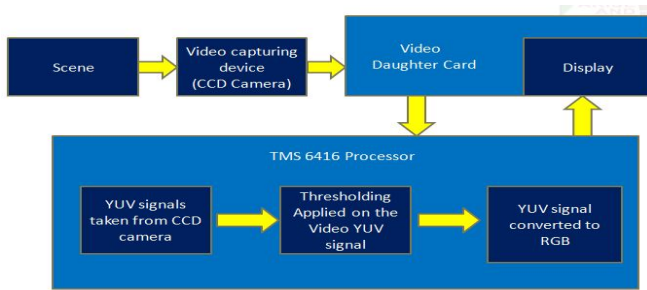 Scene
Video capturing
device
(CCD Camera)
Video
Daughter Card
Display
TMS 6416 Processor
YUV signals
taken from CCD
camera
Thresholding
Applied on the
Video YUV
signal
YUV signal
converted to
RGB